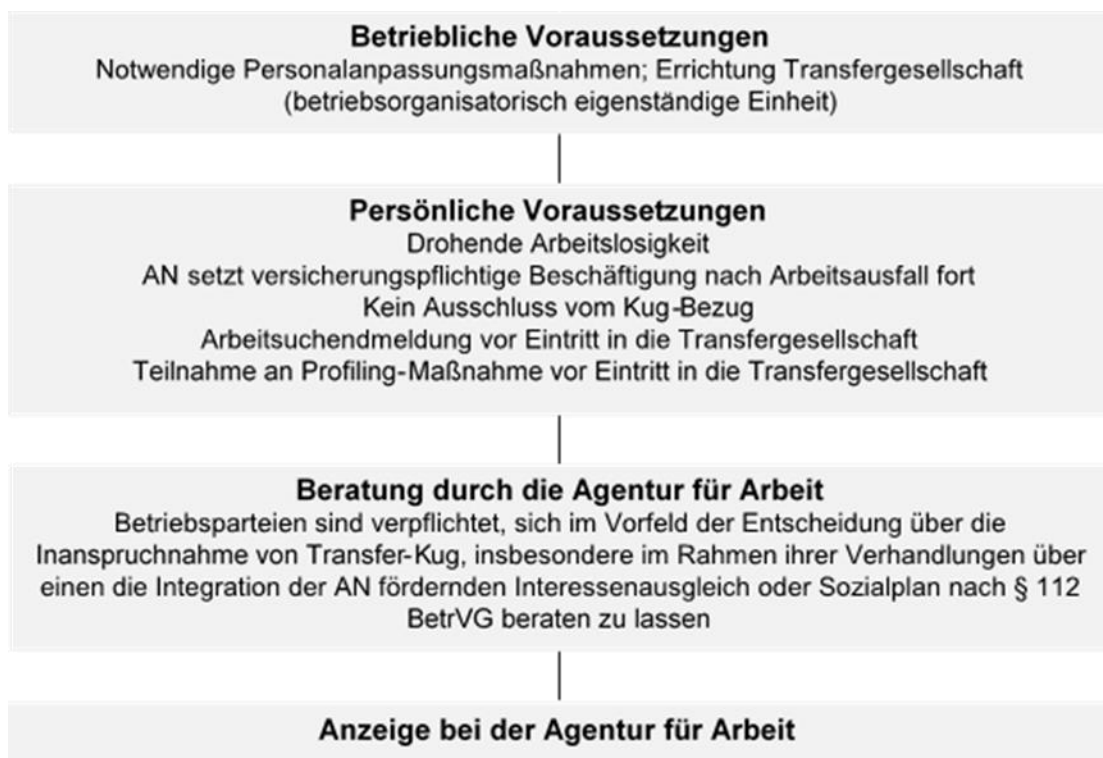 Betriebliche Voraussetzungen
Notwendige Personalanpassungsmaßnahmen; Errichtung Transfergesellschaft
(betriebsorganisatorisch eigenständige Einheit)
Persönliche Voraussetzungen
Drohende Arbeitslosigkeit
AN setzt versicherungspflichtige Beschäftigung nach Arbeitsausfall fort
Kein Ausschluss vom Kug-Bezug
Arbeitsuchendmeldung vor Eintritt in die Transfergesellschaft
Teilnahme an Profiling-Maßnahme vor Eintritt in die Transfergesellschaft
Beratung durch die Agentur für Arbeit
Betriebsparteien sind verpflichtet, sich im Vorfeld der Entscheidung über die
Inanspruchnahme von Transfer-Kug, insbesondere im Rahmen ihrer Verhandlungen über
einen die Integration der AN fördernden Interessenausgleich oder Sozialplan nach § 112
BetrVG beraten zu lassen
Anzeige bei der Agentur für Arbeit